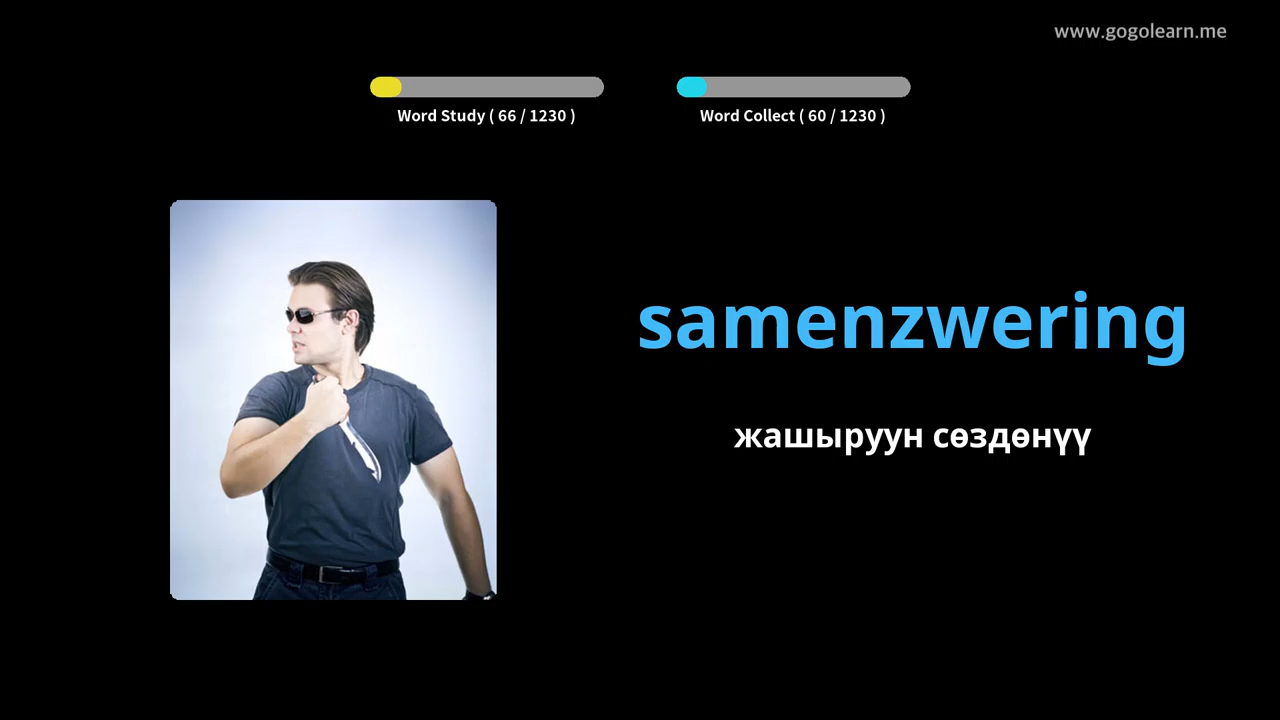 www.gogolearn.me
Word Study ( 66 / 1230 )
Word Collect ( 60 / 1230 )
samenzwering
жашыруун сөздөнүү